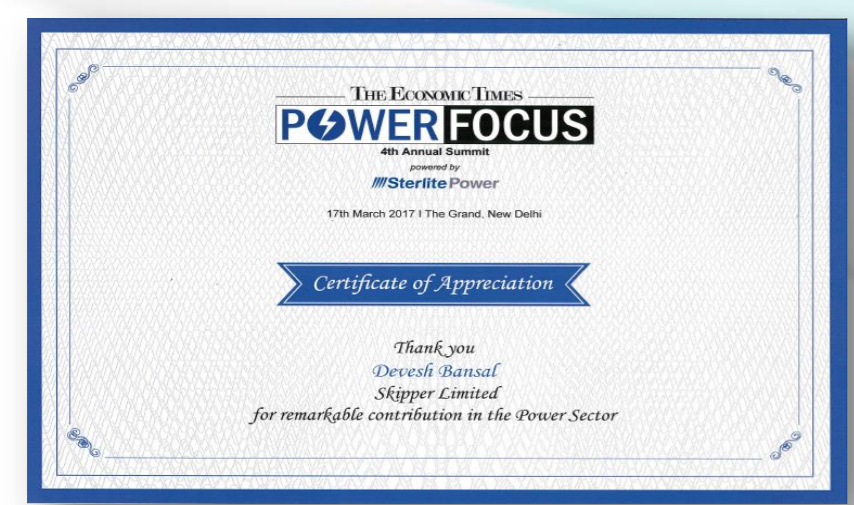 THE ECONOMIC TIMES
POWER FOCUS
4th Annual Summit
powered by
Sterlite Power
17th March 2017 I The Grand, New Delhi
Certificate of Appreciation
Thank you
Devesh Bansal
Skipper Limited
for remarkable contribution in the Power Sector